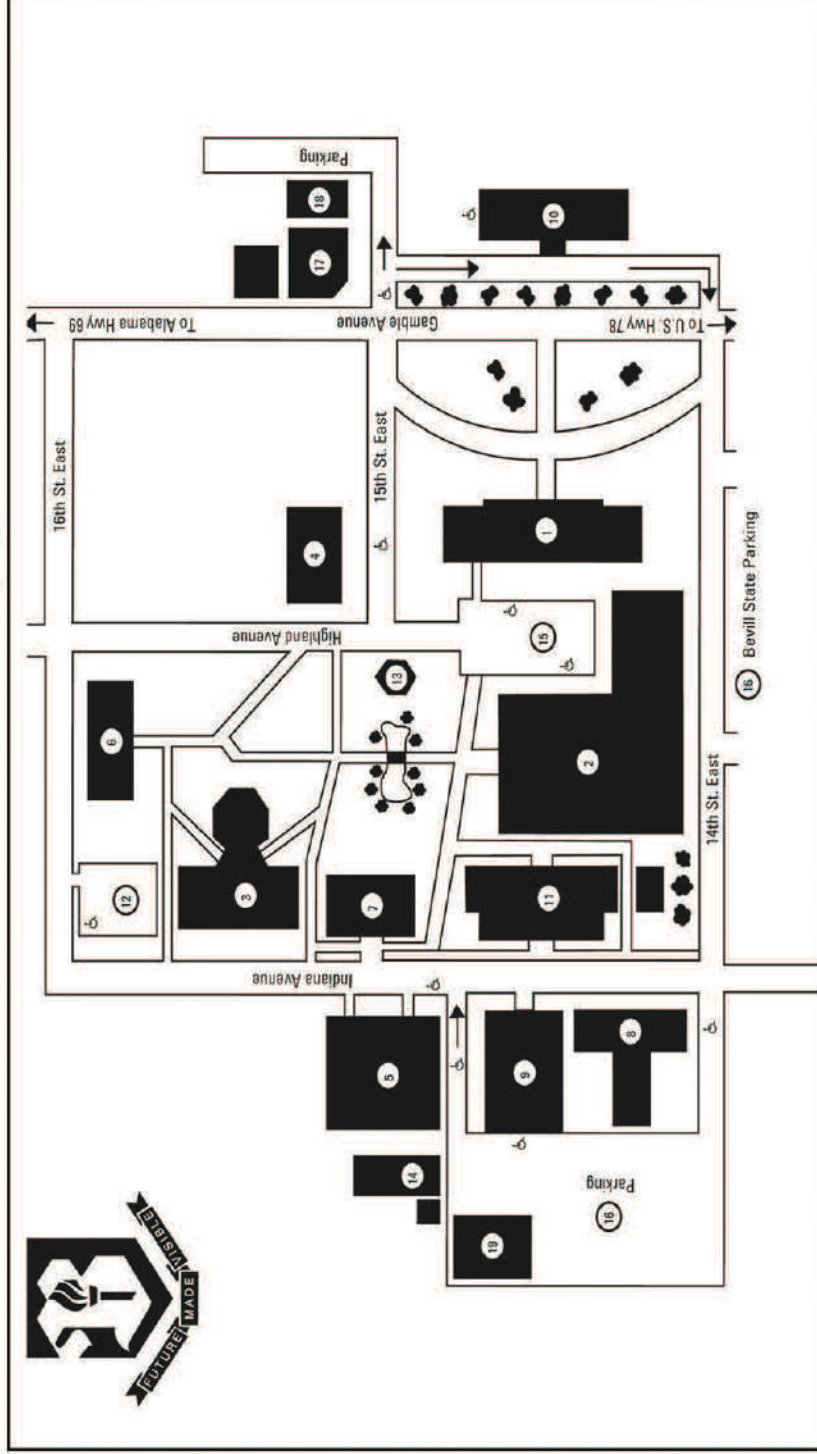 FUTURE
MADE
VISIBLE
16th St. East
To Alabama Hwy 69
Parking
18
17
6
12
3
Highland Avenue
4
15th St. East
Gamble Avenue
Indiana Avenue
13
7
5
14
10
1
15
2
11
9
8
19
Parking
16
14th St. East
To U.S. Hwy 78
16 Bevill State Parking